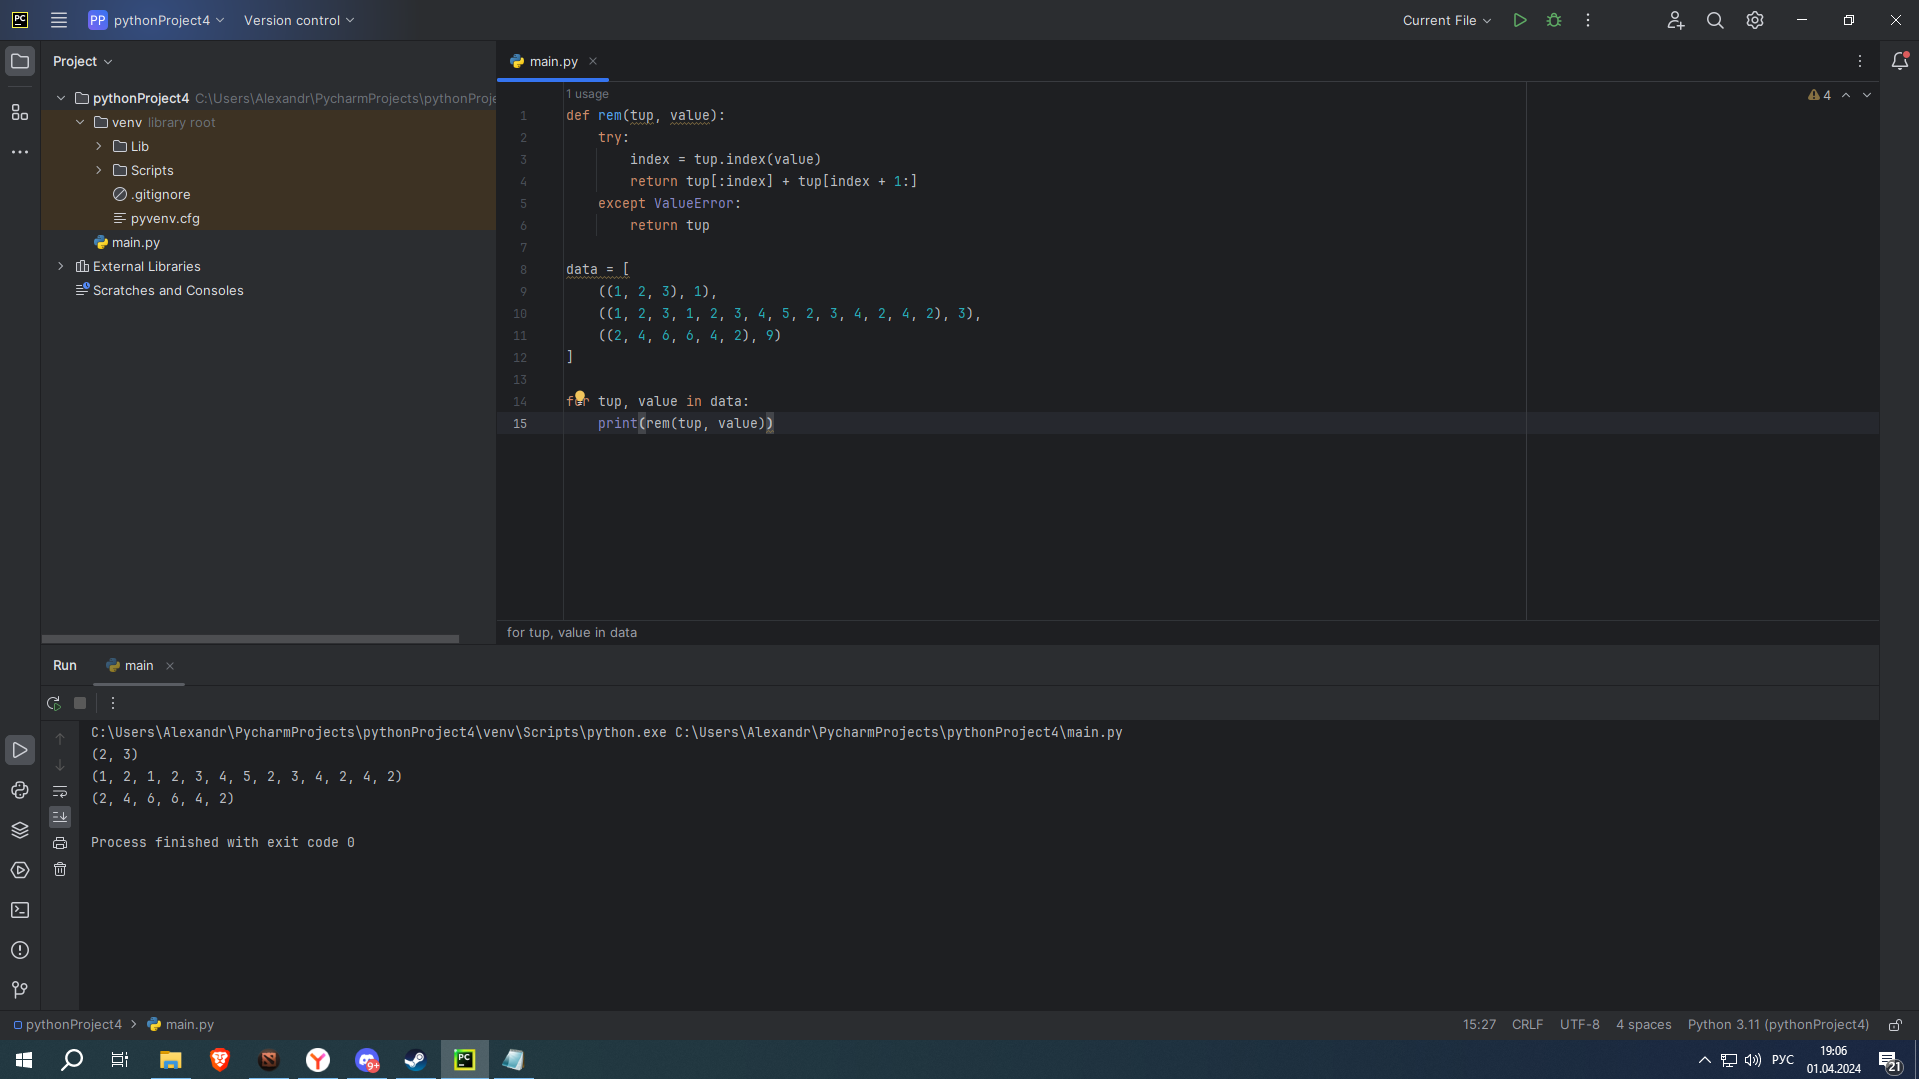 PC
PP pythonProject4
Version control
Current File
Project
main.py
pythonProject4 C:\Users\Alexandr\PycharmProjects\pythonProje
venv library root
Lib
Scripts
.gitignore
pyvenv.cfg
main.py
External Libraries
Scratches and Consoles
1 usage
4
1 def rem(tup, value):
2 try:
3 index = tup.index(value)
4 return tup[:index] + tup[index + 1:]
5 except ValueError:
6 return tup
7
8 data = [
9 ((1, 2, 3), 1),
10 ((1, 2, 3, 1, 2, 3, 4, 5, 2, 3, 4, 2, 4, 2), 3),
11 ((2, 4, 6, 6, 4, 2), 9)
12 ]
13
14 for tup, value in data:
15 print(rem(tup, value))
for tup, value in data
Run
main
C:\Users\Alexandr\PycharmProjects\pythonProject4\venv\Scripts\python.exe C:\Users\Alexandr\PycharmProjects\pythonProject4\main.py
(2, 3)
(1, 2, 1, 2, 3, 4, 5, 2, 3, 4, 2, 4, 2)
(2, 4, 6, 6, 4, 2)
Process finished with exit code 0
pythonProject4 > main.py
15:27 CRLF UTF-8 4 spaces Python 3.11 (pythonProject4)
9+
PC
РУС
19:06
01.04.2024
21